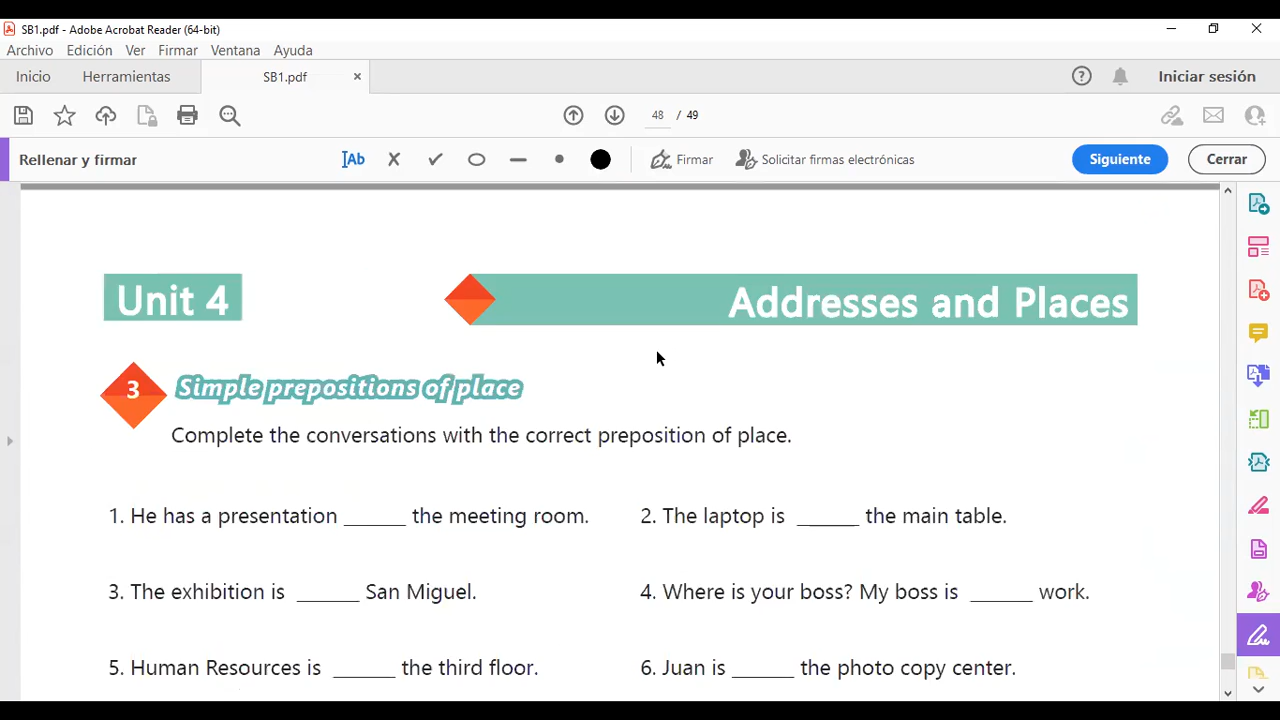 SB1.pdf - Adobe Acrobat Reader (64-bit)
Archivo Edición Ver Firmar Ventana Ayuda
Inicio Herramientas SB1.pdf × Iniciar sesión
48 / 49
Rellenar y firmar Ab Firmar Solicitar firmas electrónicas Siguiente Cerrar
Unit 4 Addresses and Places
3 Simple prepositions of place
Complete the conversations with the correct preposition of place.
1. He has a presentation ______ the meeting room. 2. The laptop is ______ the main table.
3. The exhibition is ______ San Miguel. 4. Where is your boss? My boss is ______ work.
5. Human Resources is ______ the third floor. 6. Juan is ______ the photo copy center.